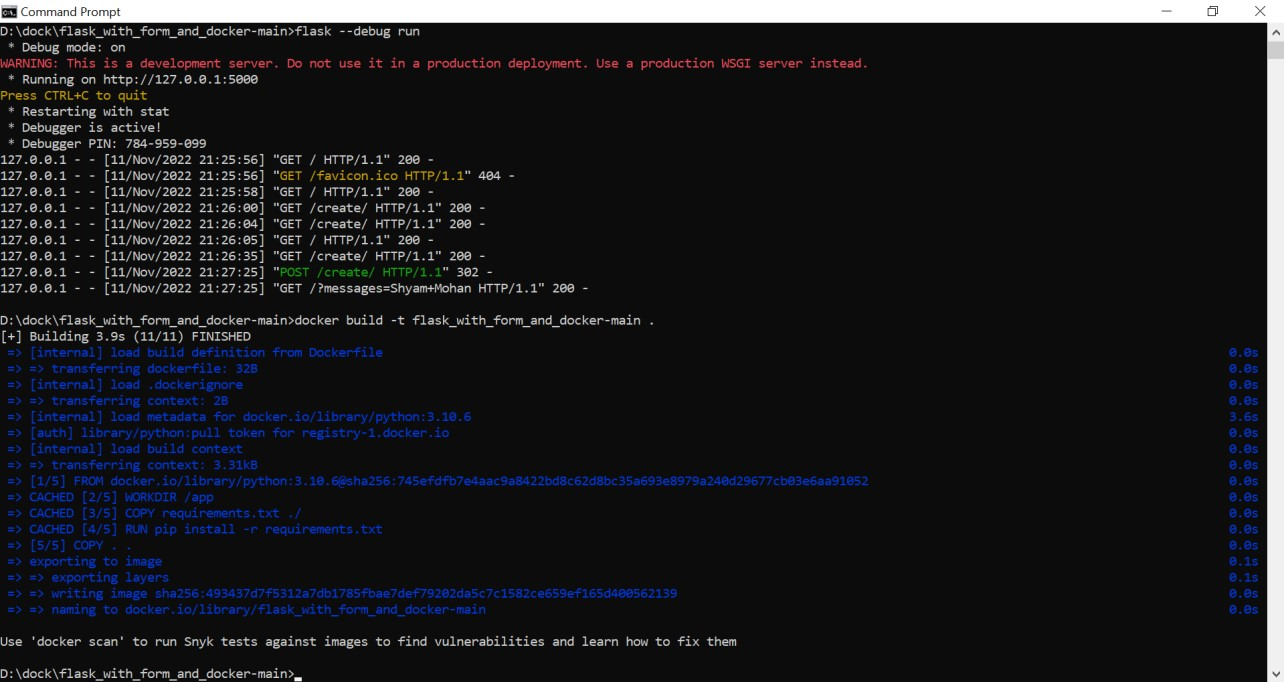 Command Prompt
D:\dock\flask_with_form_and_docker-main>flask --debug run
 * Debug mode: on
WARNING: This is a development server. Do not use it in a production deployment. Use a production WSGI server instead.
 * Running on http://127.0.0.1:5000
Press CTRL+C to quit
 * Restarting with stat
 * Debugger is active!
 * Debugger PIN: 784-959-099
127.0.0.1 - - [11/Nov/2022 21:25:56] "GET / HTTP/1.1" 200 -
127.0.0.1 - - [11/Nov/2022 21:25:56] "GET /favicon.ico HTTP/1.1" 404 -
127.0.0.1 - - [11/Nov/2022 21:25:58] "GET / HTTP/1.1" 200 -
127.0.0.1 - - [11/Nov/2022 21:26:00] "GET /create/ HTTP/1.1" 200 -
127.0.0.1 - - [11/Nov/2022 21:26:04] "GET /create/ HTTP/1.1" 200 -
127.0.0.1 - - [11/Nov/2022 21:26:05] "GET / HTTP/1.1" 200 -
127.0.0.1 - - [11/Nov/2022 21:26:35] "GET /create/ HTTP/1.1" 200 -
127.0.0.1 - - [11/Nov/2022 21:27:25] "POST /create/ HTTP/1.1" 302 -
127.0.0.1 - - [11/Nov/2022 21:27:25] "GET /?messages=Shyam+Mohan HTTP/1.1" 200 -
D:\dock\flask_with_form_and_docker-main>docker build -t flask_with_form_and_docker-main .
[+] Building 3.9s (11/11) FINISHED
 => [internal] load build definition from Dockerfile 0.0s
 => => transferring dockerfile: 32B 0.0s
 => [internal] load .dockerignore 0.0s
 => => transferring context: 2B 0.0s
 => [internal] load metadata for docker.io/library/python:3.10.6 3.6s
 => [auth] library/python:pull token for registry-1.docker.io 0.0s
 => [internal] load build context 0.0s
 => => transferring context: 3.31kB 0.0s
 => [1/5] FROM docker.io/library/python:3.10.6@sha256:745efdfb7e4aac9a8422bd8c62d8bc35a693e8979a240d29677cb03e6aa91052 0.0s
 => CACHED [2/5] WORKDIR /app 0.0s
 => CACHED [3/5] COPY requirements.txt ./ 0.0s
 => CACHED [4/5] RUN pip install -r requirements.txt 0.0s
 => [5/5] COPY . . 0.0s
 => exporting to image 0.1s
 => => exporting layers 0.1s
 => => writing image sha256:493437d7f5312a7db1785fbae7def79202da5c7c1582ce659ef165d400562139 0.0s
 => => naming to docker.io/library/flask_with_form_and_docker-main 0.0s
Use 'docker scan' to run Snyk tests against images to find vulnerabilities and learn how to fix them
D:\dock\flask_with_form_and_docker-main>